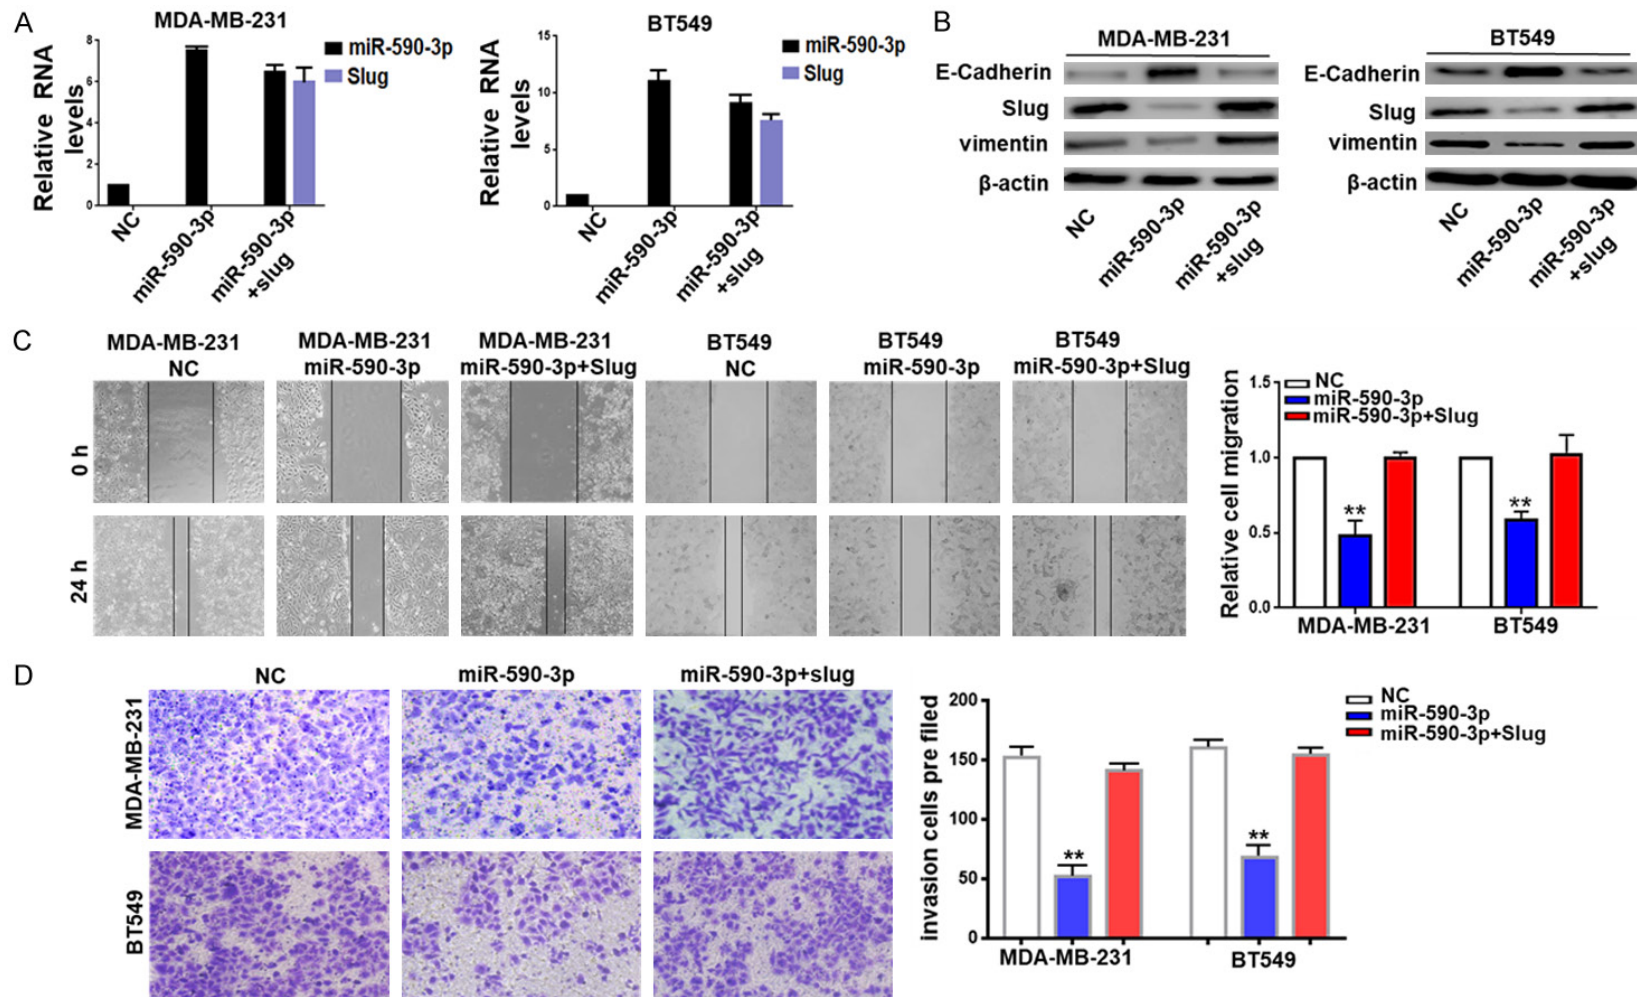 A
MDA-MB-231
Relative RNA
levels
8
6
4
2
0
miR-590-3p
Slug
NC
miR-590-3p
miR-590-3p
+slug
BT549
Relative RNA
levels
15
10
5
0
miR-590-3p
Slug
NC
miR-590-3p
miR-590-3p
+slug
B
MDA-MB-231
E-Cadherin
Slug
vimentin
β-actin
NC
miR-590-3p
miR-590-3p
+slug
BT549
E-Cadherin
Slug
vimentin
β-actin
NC
miR-590-3p
miR-590-3p
+slug
C
MDA-MB-231
NC
MDA-MB-231
miR-590-3p
MDA-MB-231
miR-590-3p+Slug
BT549
NC
BT549
miR-590-3p
BT549
miR-590-3p+Slug
0 h
24 h
Relative cell migration
1.5
1.0
0.5
0.0
NC
miR-590-3p
miR-590-3p+Slug
**
**
MDA-MB-231
BT549
D
NC
miR-590-3p
miR-590-3p+slug
MDA-MB-231
BT549
invasion cells pre filed
200
150
100
50
0
NC
miR-590-3p
miR-590-3p+Slug
**
**
MDA-MB-231
BT549